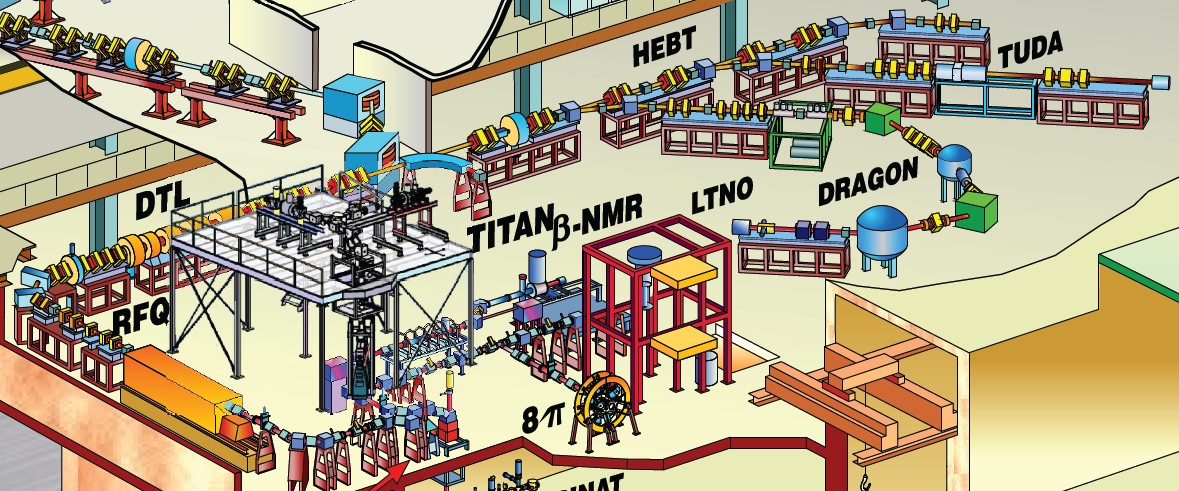 HEBT
TUDA
DTL
TITAN
β-NMR
LTNO
DRAGON
RFQ
8π